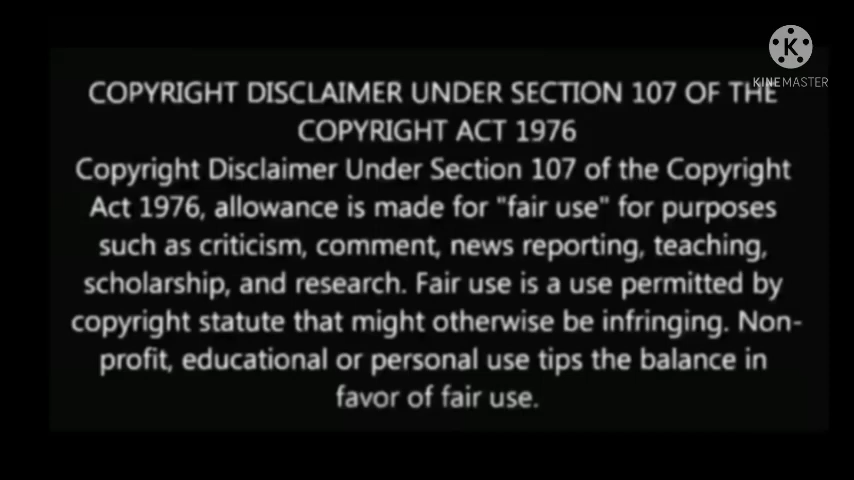 K
KINEMASTER
COPYRIGHT DISCLAIMER UNDER SECTION 107 OF THE
COPYRIGHT ACT 1976
Copyright Disclaimer Under Section 107 of the Copyright
Act 1976, allowance is made for "fair use" for purposes
such as criticism, comment, news reporting, teaching,
scholarship, and research. Fair use is a use permitted by
copyright statute that might otherwise be infringing. Non-
profit, educational or personal use tips the balance in
favor of fair use.